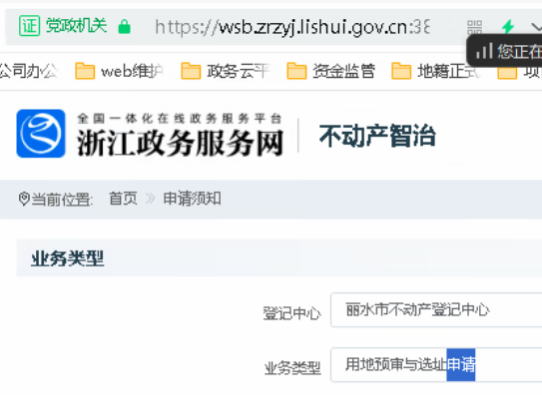 证 党政机关 https://wsb.zrzyj.lishui.gov.cn:38
您正在
公司办公 web维护 政务云平 资金监管 地籍正式 项
全国一体化在线政务服务平台
浙江政务服务网 不动产智治
当前位置: 首页 申请须知
业务类型
登记中心 丽水市不动产登记中心
业务类型 用地预审与选址申请